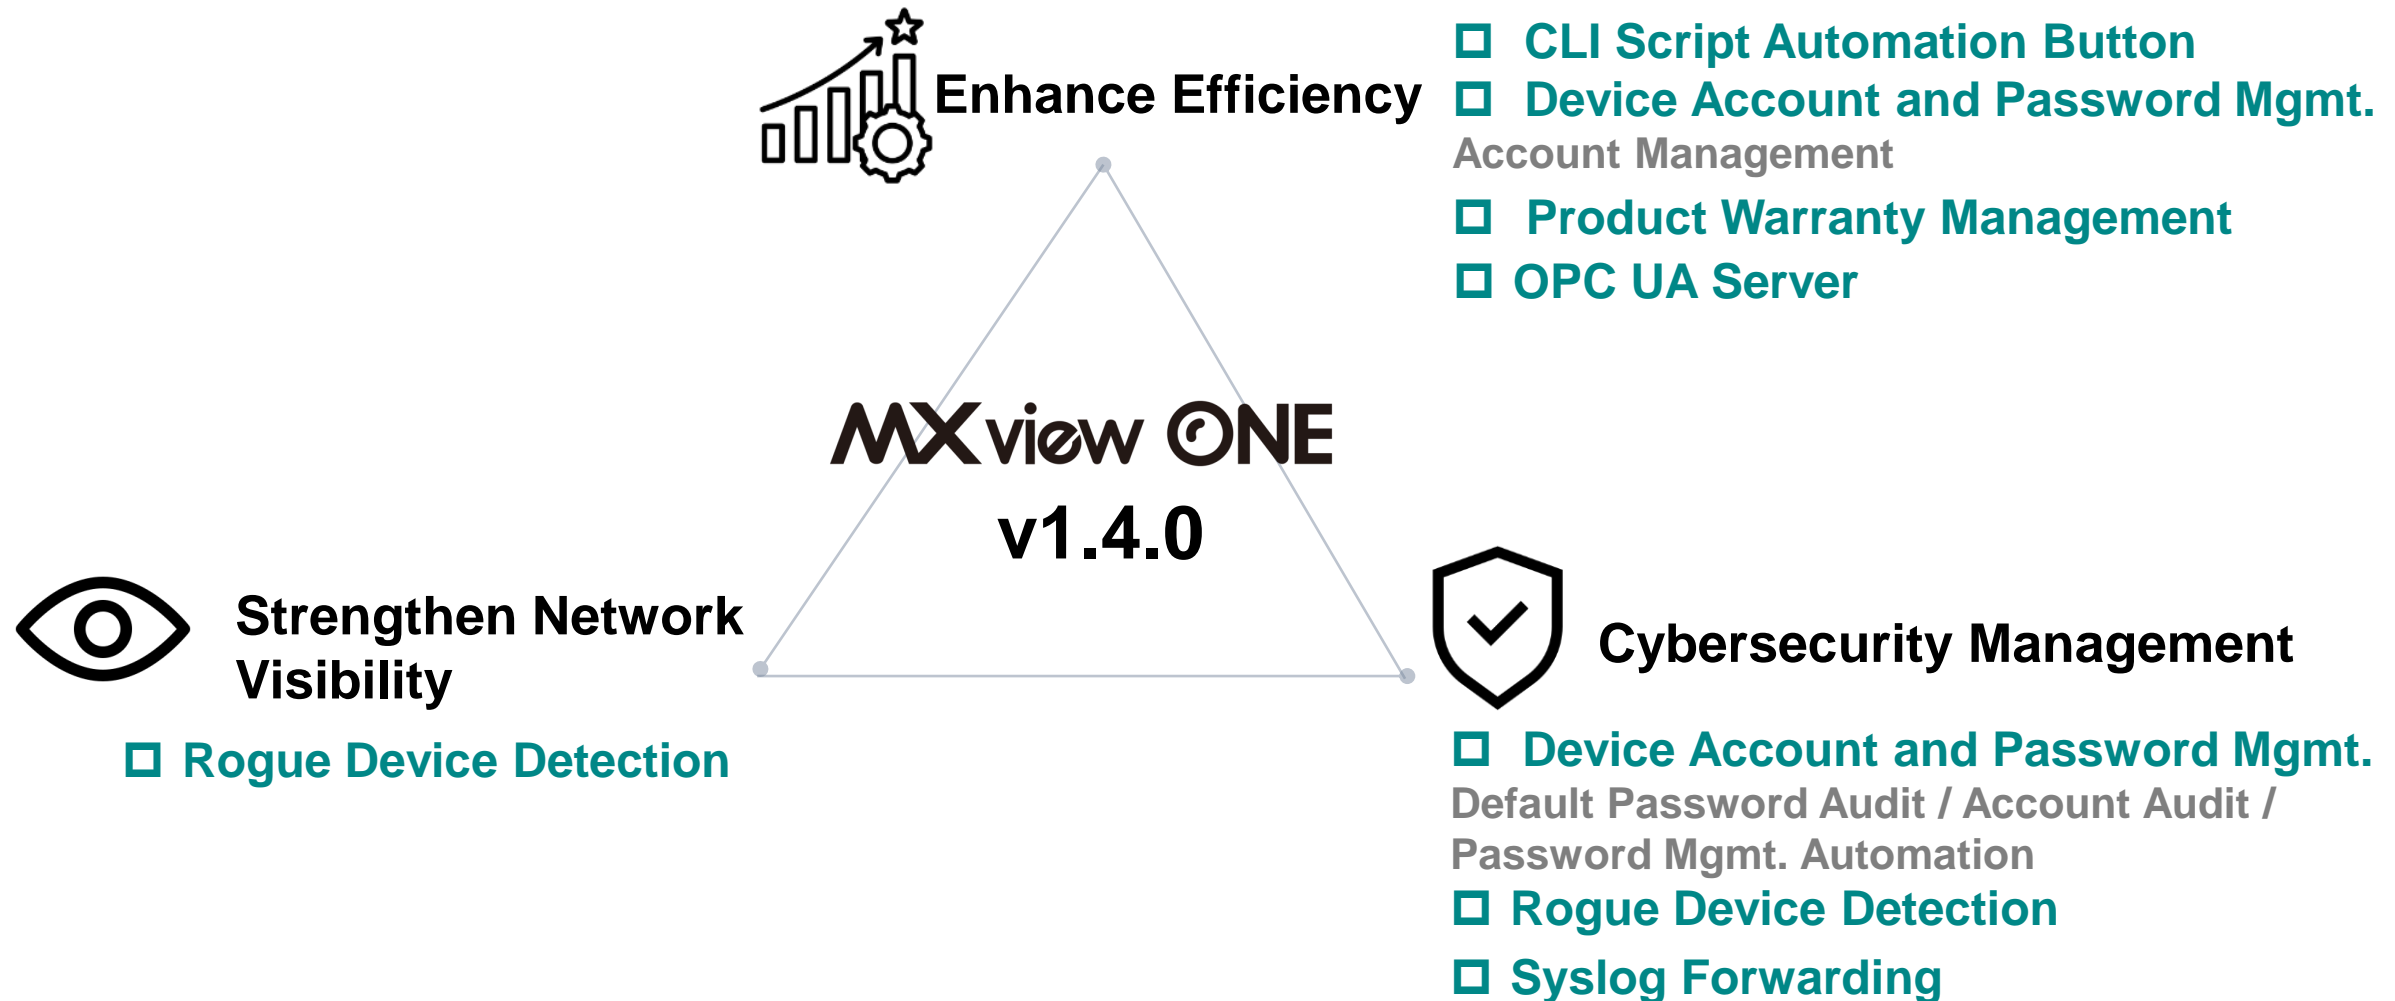 Enhance Efficiency
CLI Script Automation Button
Device Account and Password Mgmt.
Account Management
Product Warranty Management
OPC UA Server
MXview ONE
v1.4.0
Strengthen Network
Visibility
Rogue Device Detection
Cybersecurity Management
Device Account and Password Mgmt.
Default Password Audit / Account Audit /
Password Mgmt. Automation
Rogue Device Detection
Syslog Forwarding